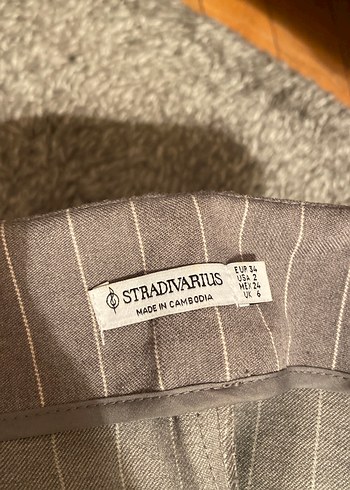 STRADIVARIUS
MADE IN CAMBODIA
EUR 34
USA 2
MEX 24
UK 6